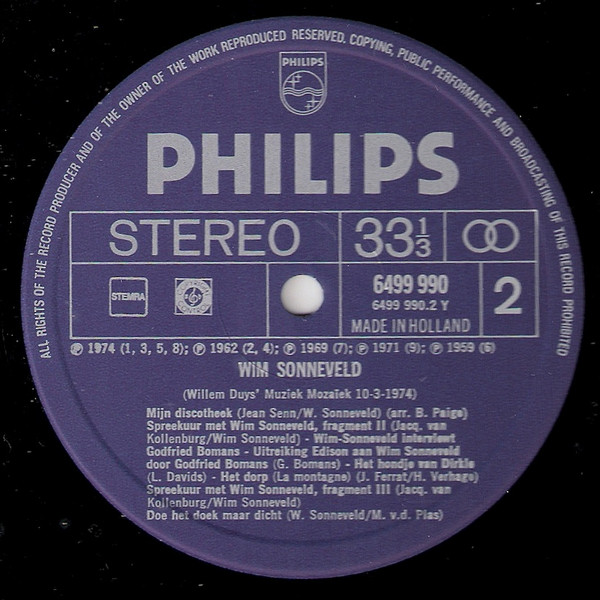 ALL RIGHTS OF THE RECORD PRODUCER AND OF THE OWNER OF THE WORK REPRODUCED RESERVED. COPYING, PUBLIC PERFORMANCE AND BROADCASTING OF THIS RECORD PROHIBITED
PHILIPS
PHILIPS
STEREO
33 1/3
STEMRA
6499 990
6499 990.2 Y
MADE IN HOLLAND
2
℗ 1974 (1, 3, 5, 8); ℗ 1962 (2, 4); ℗ 1969 (7); ℗ 1971 (9); ℗ 1959 (6)
WIM SONNEVELD
(Willem Duys' Muziek Mozaïek 10-3-1974)
Mijn discotheek (Jean Senn/W. Sonneveld) (arr. B. Paige)
Spreekuur met Wim Sonneveld, fragment II (Jacq. van
Kollenburg/Wim Sonneveld) - Wim-Sonneveld interviewt
Godfried Bomans - Uitreiking Edison aan Wim Sonneveld
door Godfried Bomans (G. Bomans) - Het hondje van Dirkie
(L. Davids) - Het dorp (La montagne) (J. Ferrat/H. Verhage)
Spreekuur met Wim Sonneveld, fragment III (Jacq. van
Kollenburg/Wim Sonneveld)
Doe het doek maar dicht (W. Sonneveld/M. v.d. Plas)